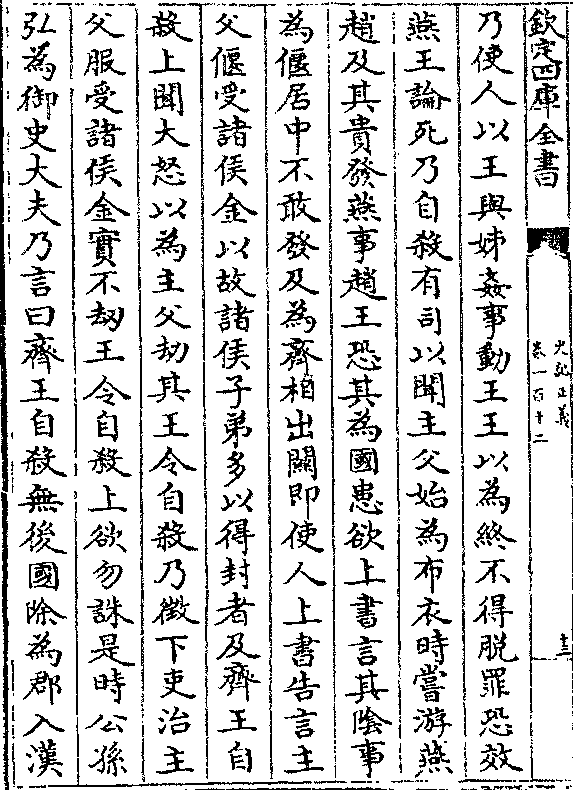 欽定四庫全書
史記正義
卷一百十二
十三
乃使人以王與姊姦事動王王以為終不得脫罪恐效
燕王論死乃自殺有司以聞主父始為布衣時嘗游燕
趙及其貴發燕事趙王恐其為國患欲上書言其陰事
為偃居中不敢發及為齊相出關即使人上書告言主
父偃受諸侯金以故諸侯子弟多以得封者及齊王自
殺上聞大怒以為主父劫其王令自殺乃徵下吏治主
父服受諸侯金實不劫王令自殺上欲勿誅是時公孫
弘為御史大夫乃言曰齊王自殺無後國除為郡入漢